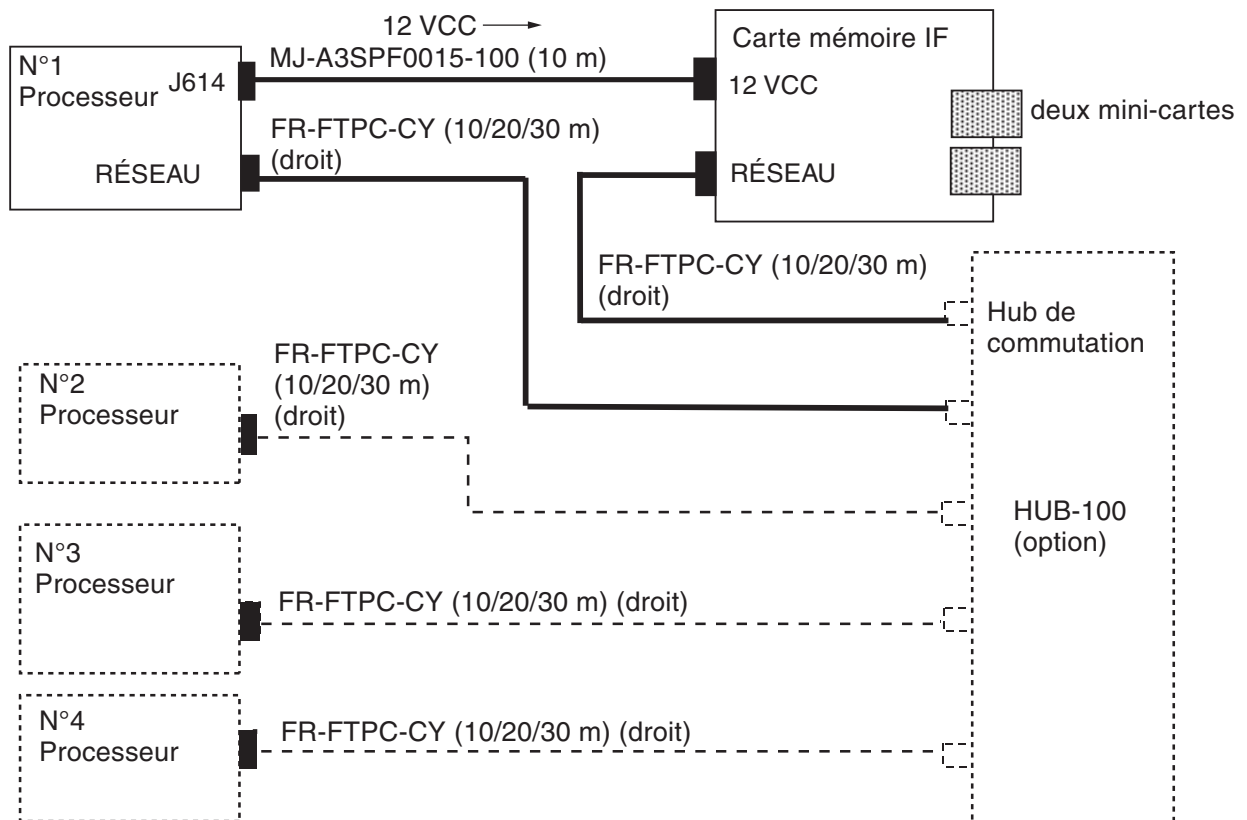 12 VCC
MJ-A3SPF0015-100 (10 m)
N°1
Processeur
J614
RÉSEAU
FR-FTPC-CY (10/20/30 m)
(droit)
Carte mémoire IF
12 VCC
RÉSEAU
deux mini-cartes
FR-FTPC-CY (10/20/30 m)
(droit)
Hub de
commutation
HUB-100
(option)
N°2
Processeur
FR-FTPC-CY
(10/20/30 m)
(droit)
N°3
Processeur
FR-FTPC-CY (10/20/30 m) (droit)
N°4
Processeur
FR-FTPC-CY (10/20/30 m) (droit)